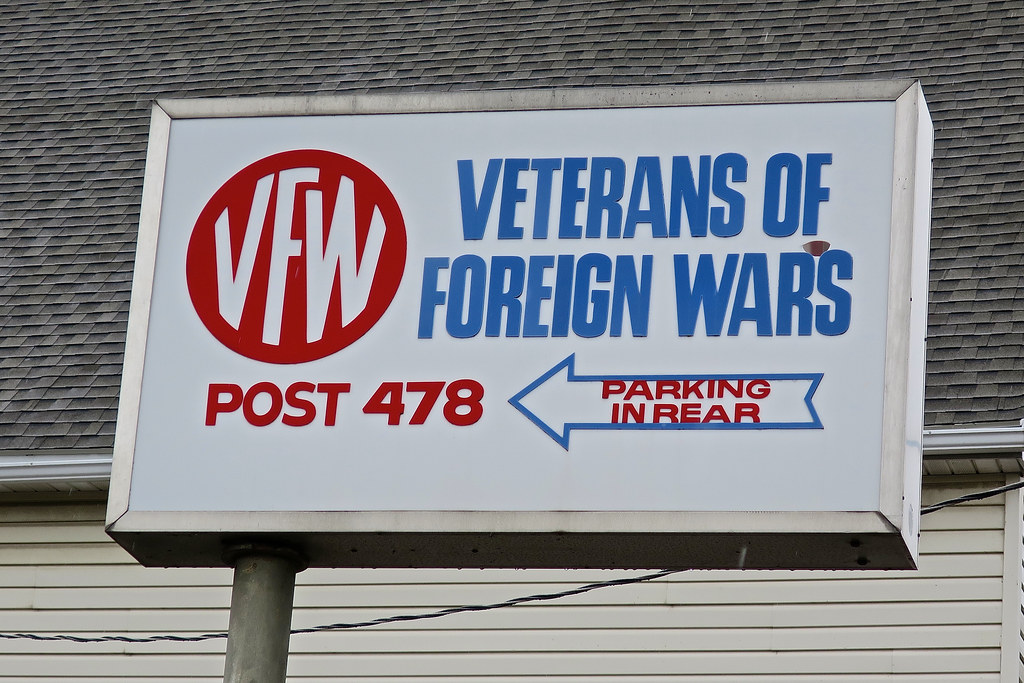 VFW
VETERANS OF
FOREIGN WARS
POST 478
PARKING
IN REAR